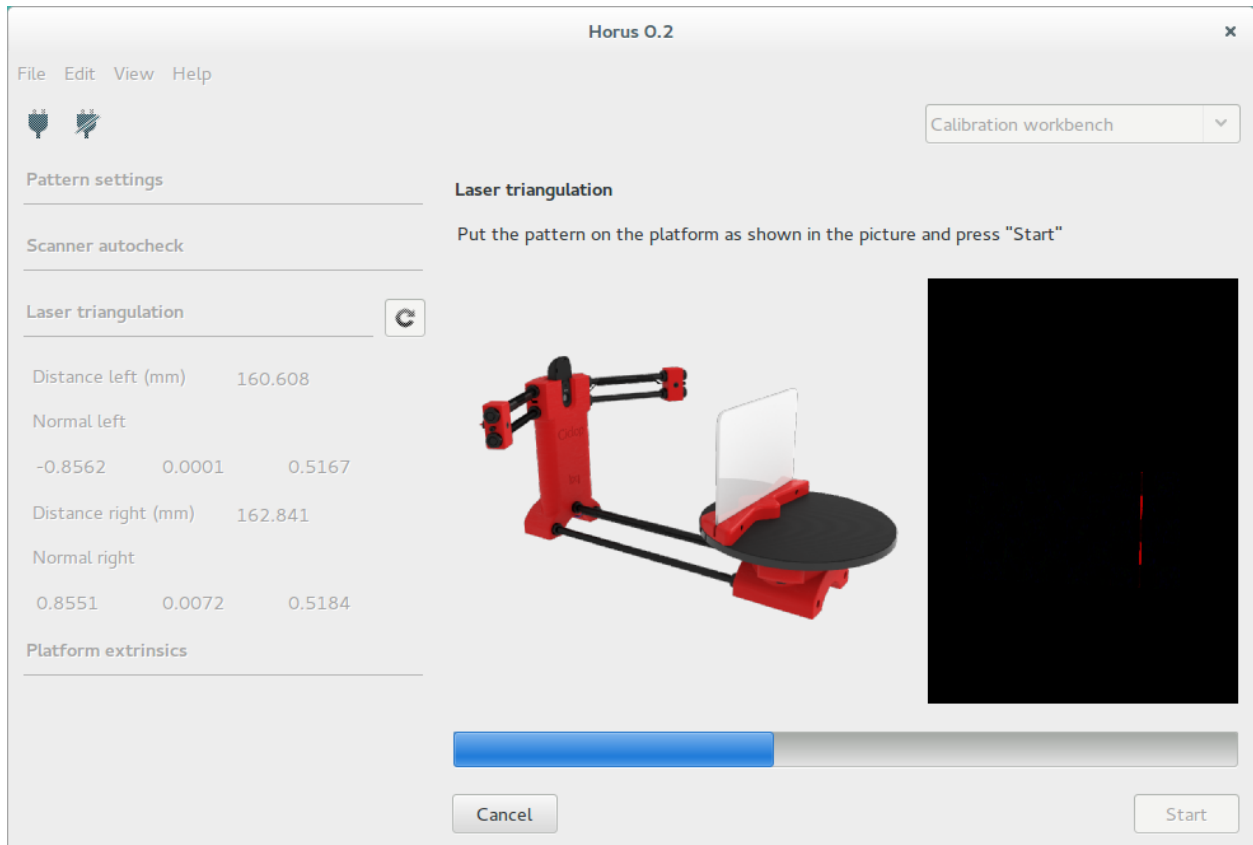 Horus 0.2
File Edit View Help
Calibration workbench
Pattern settings
Scanner autocheck
Laser triangulation
Distance left (mm) 160.608
Normal left
-0.8562 0.0001 0.5167
Distance right (mm) 162.841
Normal right
0.8551 0.0072 0.5184
Platform extrinsics
Laser triangulation
Put the pattern on the platform as shown in the picture and press "Start"
Ciclop
Cancel
Start